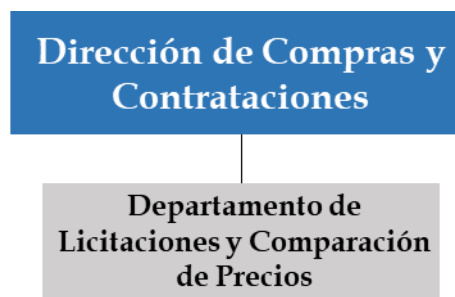 Dirección de Compras y
Contrataciones
Departamento de
Licitaciones y Comparación
de Precios